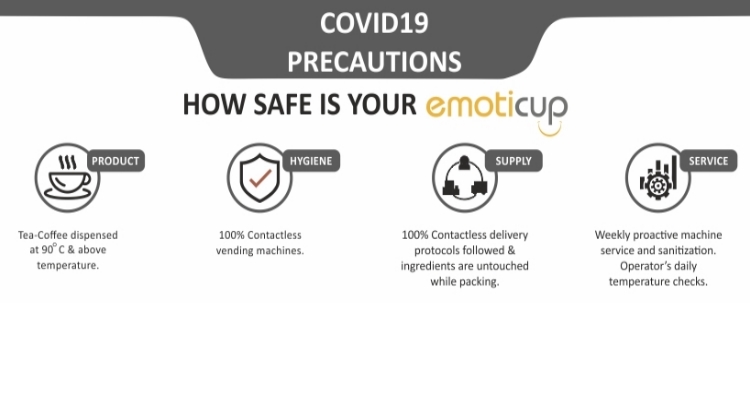 COVID19
PRECAUTIONS
HOW SAFE IS YOUR emoticup
PRODUCT
Tea-Coffee dispensed
at 90° C & above
temperature.
HYGIENE
100% Contactless
vending machines.
SUPPLY
100% Contactless delivery
protocols followed &
ingredients are untouched
while packing.
SERVICE
Weekly proactive machine
service and sanitization.
Operator's daily
temperature checks.